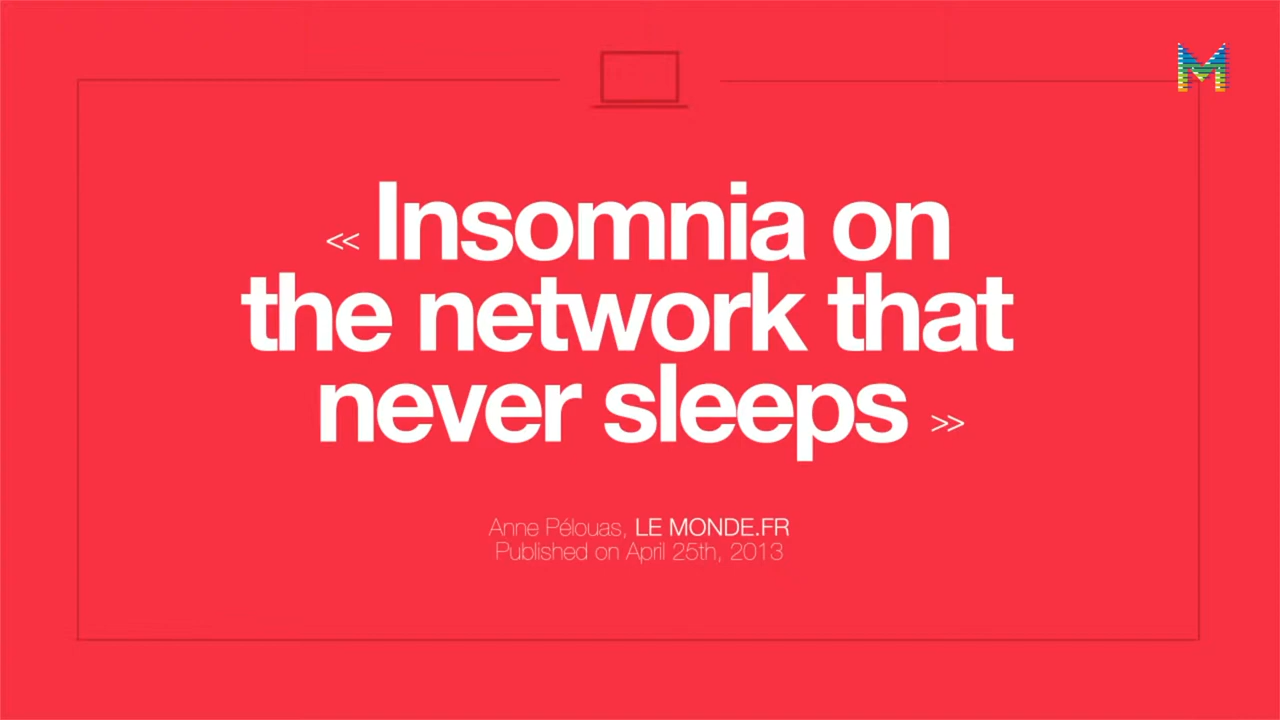 << Insomnia on
the network that
never sleeps >>
Anne Pélouas, LE MONDE.FR
Published on April 25th, 2013
M